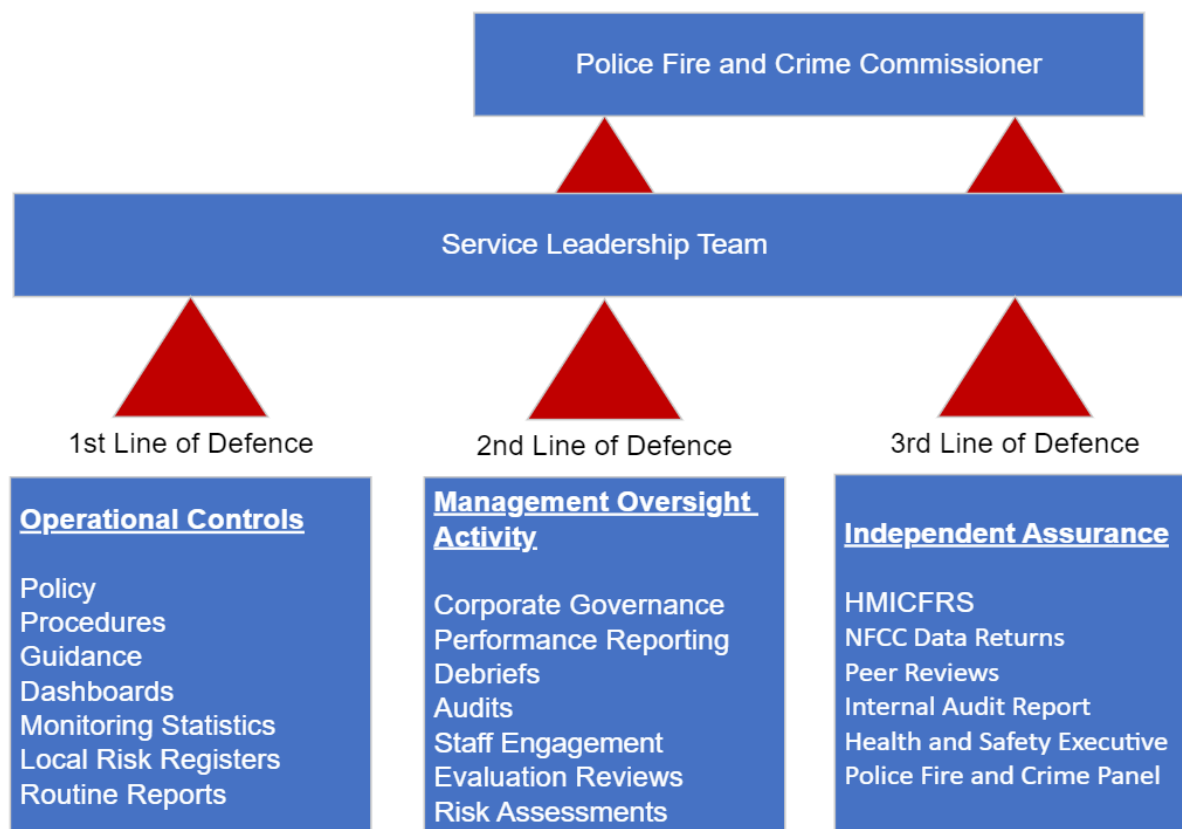 Police Fire and Crime Commissioner
Service Leadership Team
1st Line of Defence
2nd Line of Defence
3rd Line of Defence
Operational Controls
Policy
Procedures
Guidance
Dashboards
Monitoring Statistics
Local Risk Registers
Routine Reports
Management Oversight
Activity
Corporate Governance
Performance Reporting
Debriefs
Audits
Staff Engagement
Evaluation Reviews
Risk Assessments
Independent Assurance
HMICFRS
NFCC Data Returns
Peer Reviews
Internal Audit Report
Health and Safety Executive
Police Fire and Crime Panel